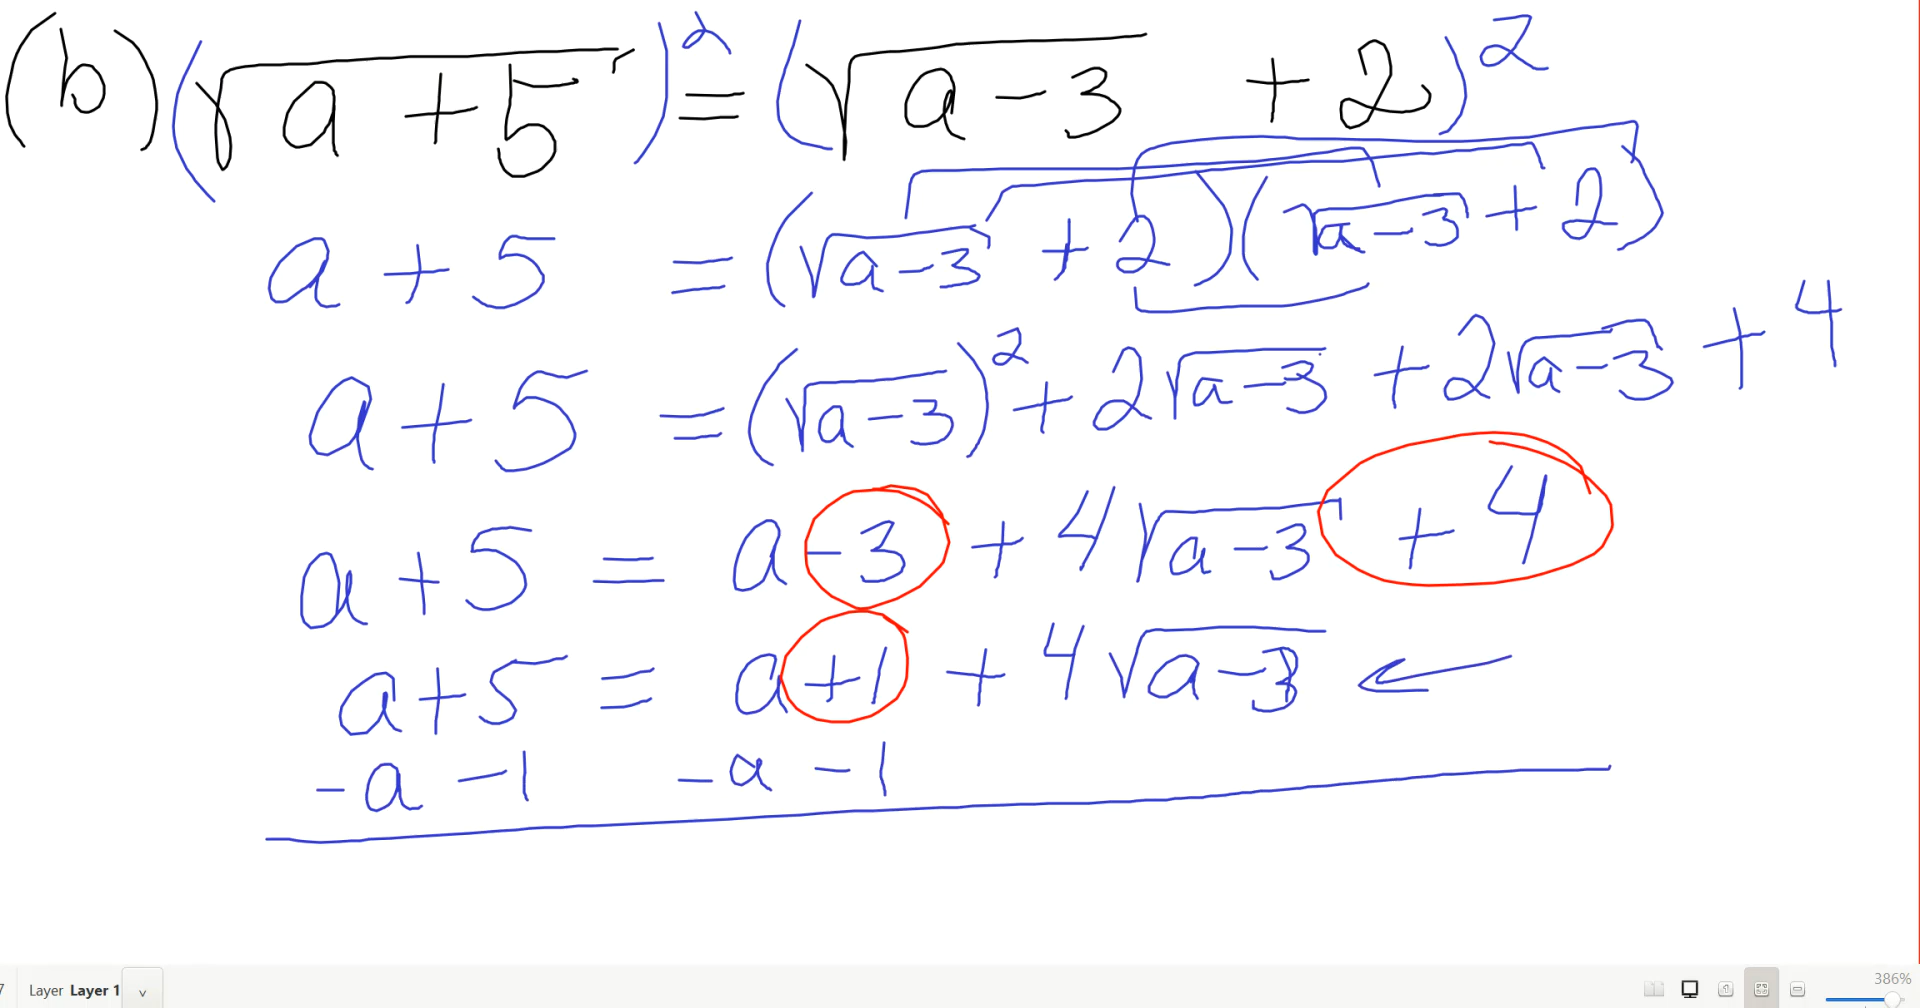 (b) (√(a + 5))² = (√(a - 3) + 2)²
a + 5 = (√(a - 3) + 2)(√(a - 3) + 2)
a + 5 = (√(a - 3))² + 2√(a - 3) + 2√(a - 3) + 4
a + 5 = a - 3 + 4√(a - 3) + 4
a + 5 = a + 1 + 4√(a - 3) ←
- a - 1 - a - 1
7 Layer Layer 1 386%